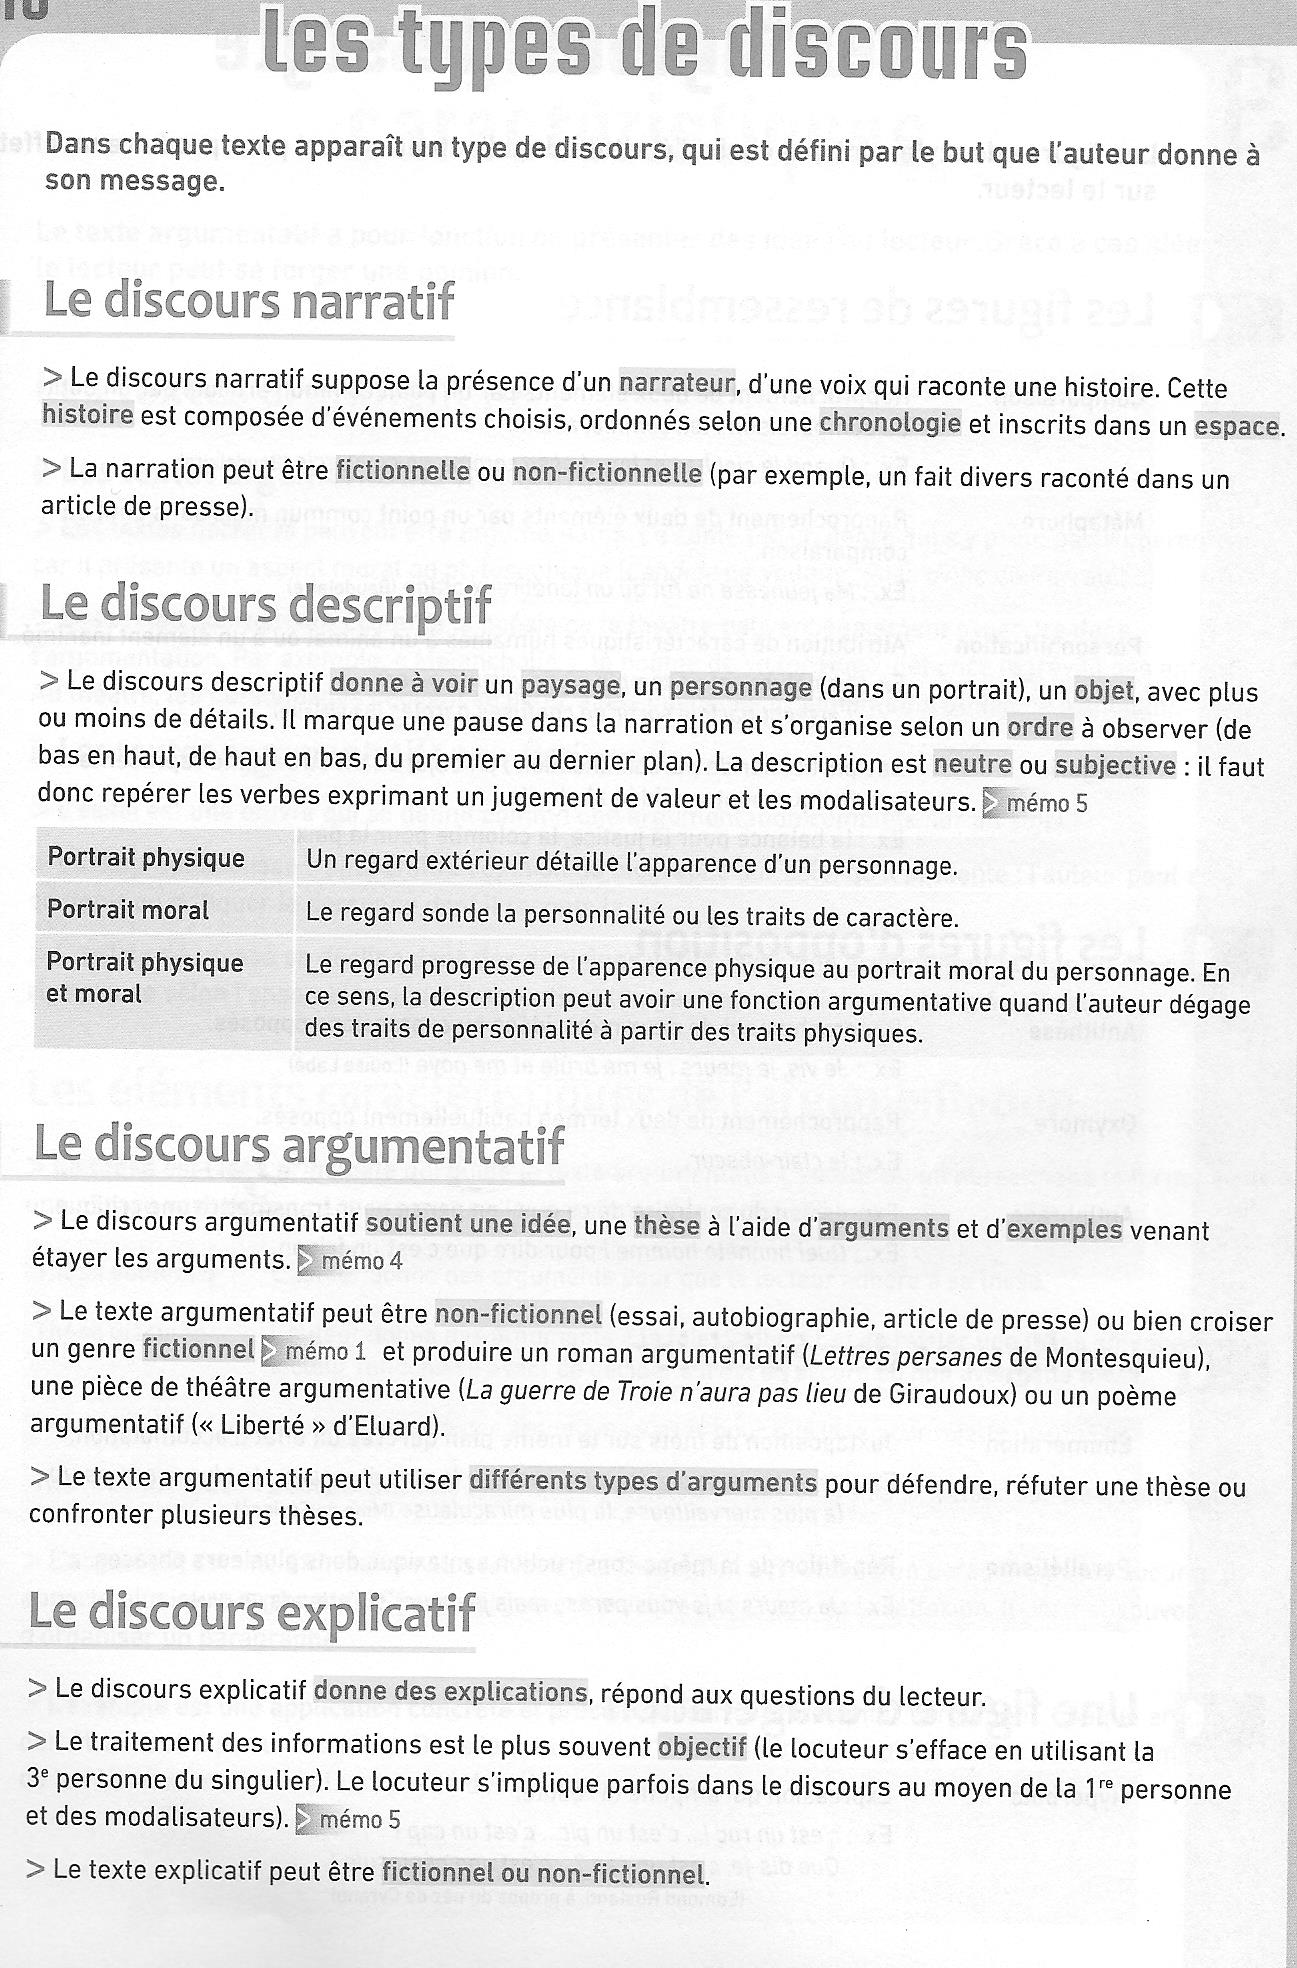 10
Les types de discours
Dans chaque texte apparaît un type de discours, qui est défini par le but que l'auteur donne à
son message.
Le discours narratif
> Le discours narratif suppose la présence d'un narrateur, d'une voix qui raconte une histoire. Cette
histoire est composée d'événements choisis, ordonnés selon une chronologie et inscrits dans un espace.
> La narration peut être fictionnelle ou non-fictionnelle (par exemple, un fait divers raconté dans un
article de presse).
Le discours descriptif
> Le discours descriptif donne à voir un paysage, un personnage (dans un portrait), un objet, avec plus
ou moins de détails. Il marque une pause dans la narration et s'organise selon un ordre à observer (de
bas en haut, de haut en bas, du premier au dernier plan). La description est neutre ou subjective : il faut
donc repérer les verbes exprimant un jugement de valeur et les modalisateurs. > mémo 5
Portrait physique Un regard extérieur détaille l'apparence d'un personnage.
Portrait moral Le regard sonde la personnalité ou les traits de caractère.
Portrait physique Le regard progresse de l'apparence physique au portrait moral du personnage. En
et moral ce sens, la description peut avoir une fonction argumentative quand l'auteur dégage
des traits de personnalité à partir des traits physiques.
Le discours argumentatif
> Le discours argumentatif soutient une idée, une thèse à l'aide d'arguments et d'exemples venant
étayer les arguments. > mémo 4
> Le texte argumentatif peut être non-fictionnel (essai, autobiographie, article de presse) ou bien croiser
un genre fictionnel > mémo 1 et produire un roman argumentatif (Lettres persanes de Montesquieu),
une pièce de théâtre argumentative (La guerre de Troie n'aura pas lieu de Giraudoux) ou un poème
argumentatif (« Liberté » d'Eluard).
> Le texte argumentatif peut utiliser différents types d'arguments pour défendre, réfuter une thèse ou
confronter plusieurs thèses.
Le discours explicatif
> Le discours explicatif donne des explications, répond aux questions du lecteur.
> Le traitement des informations est le plus souvent objectif (le locuteur s'efface en utilisant la
3e personne du singulier). Le locuteur s'implique parfois dans le discours au moyen de la 1re personne
et des modalisateurs). > mémo 5
> Le texte explicatif peut être fictionnel ou non-fictionnel.